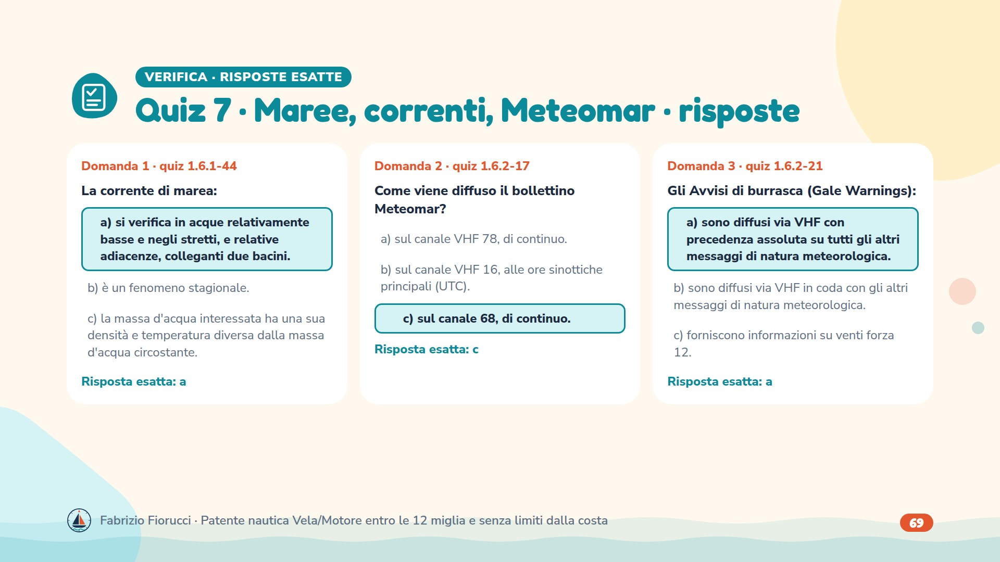 VERIFICA · RISPOSTE ESATTE
Quiz 7 · Maree, correnti, Meteomar · risposte
Domanda 1 · quiz 1.6.1-44
La corrente di marea:
a) si verifica in acque relativamente
basse e negli stretti, e relative
adiacenze, colleganti due bacini.
b) è un fenomeno stagionale.
c) la massa d'acqua interessata ha una sua
densità e temperatura diversa dalla massa
d'acqua circostante.
Risposta esatta: a
Domanda 2 · quiz 1.6.2-17
Come viene diffuso il bollettino
Meteomar?
a) sul canale VHF 78, di continuo.
b) sul canale VHF 16, alle ore sinottiche
principali (UTC).
c) sul canale 68, di continuo.
Risposta esatta: c
Domanda 3 · quiz 1.6.2-21
Gli Avvisi di burrasca (Gale Warnings):
a) sono diffusi via VHF con
precedenza assoluta su tutti gli altri
messaggi di natura meteorologica.
b) sono diffusi via VHF in coda con gli altri
messaggi di natura meteorologica.
c) forniscono informazioni su venti forza
12.
Risposta esatta: a
Fabrizio Fiorucci · Patente nautica Vela/Motore entro le 12 miglia e senza limiti dalla costa
69